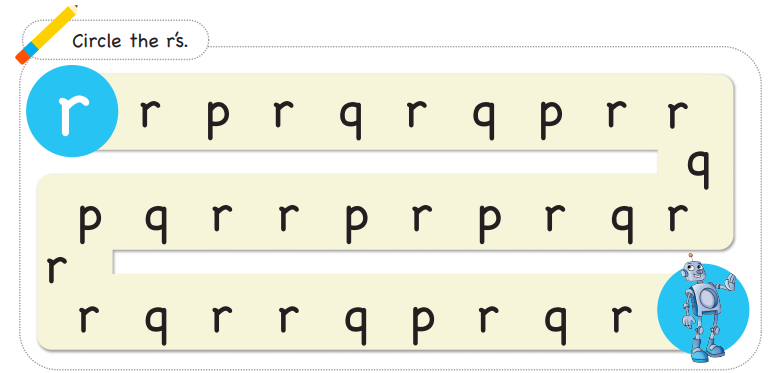 Circle the r's.
r r p r q r q p r r
q
p q r r p r p r q r
r
r q r r q p r q r